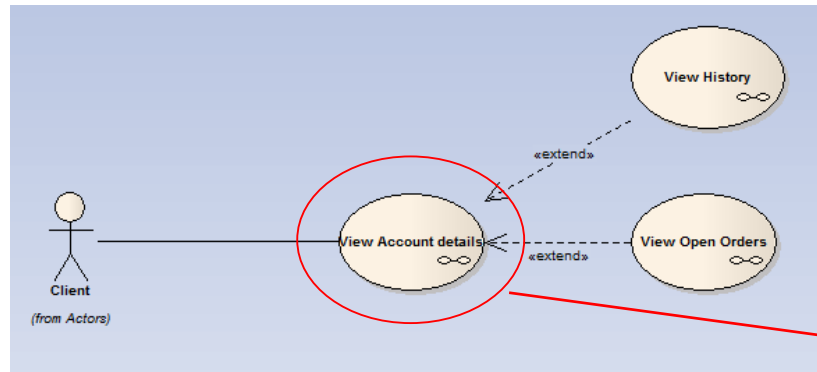 View History
«extend»
View Account details
View Open Orders
«extend»
Client
(from Actors)